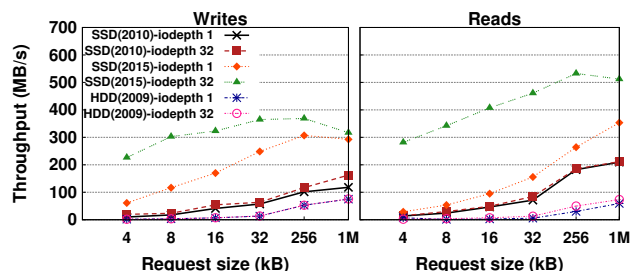 Writes
Reads
SSD(2010)-iodepth 1
SSD(2010)-iodepth 32
SSD(2015)-iodepth 1
SSD(2015)-iodepth 32
HDD(2009)-iodepth 1
HDD(2009)-iodepth 32
Throughput (MB/s)
700
600
500
400
300
200
100
0
4 8 16 32 256 1M
4 8 16 32 256 1M
Request size (kB)
Request size (kB)